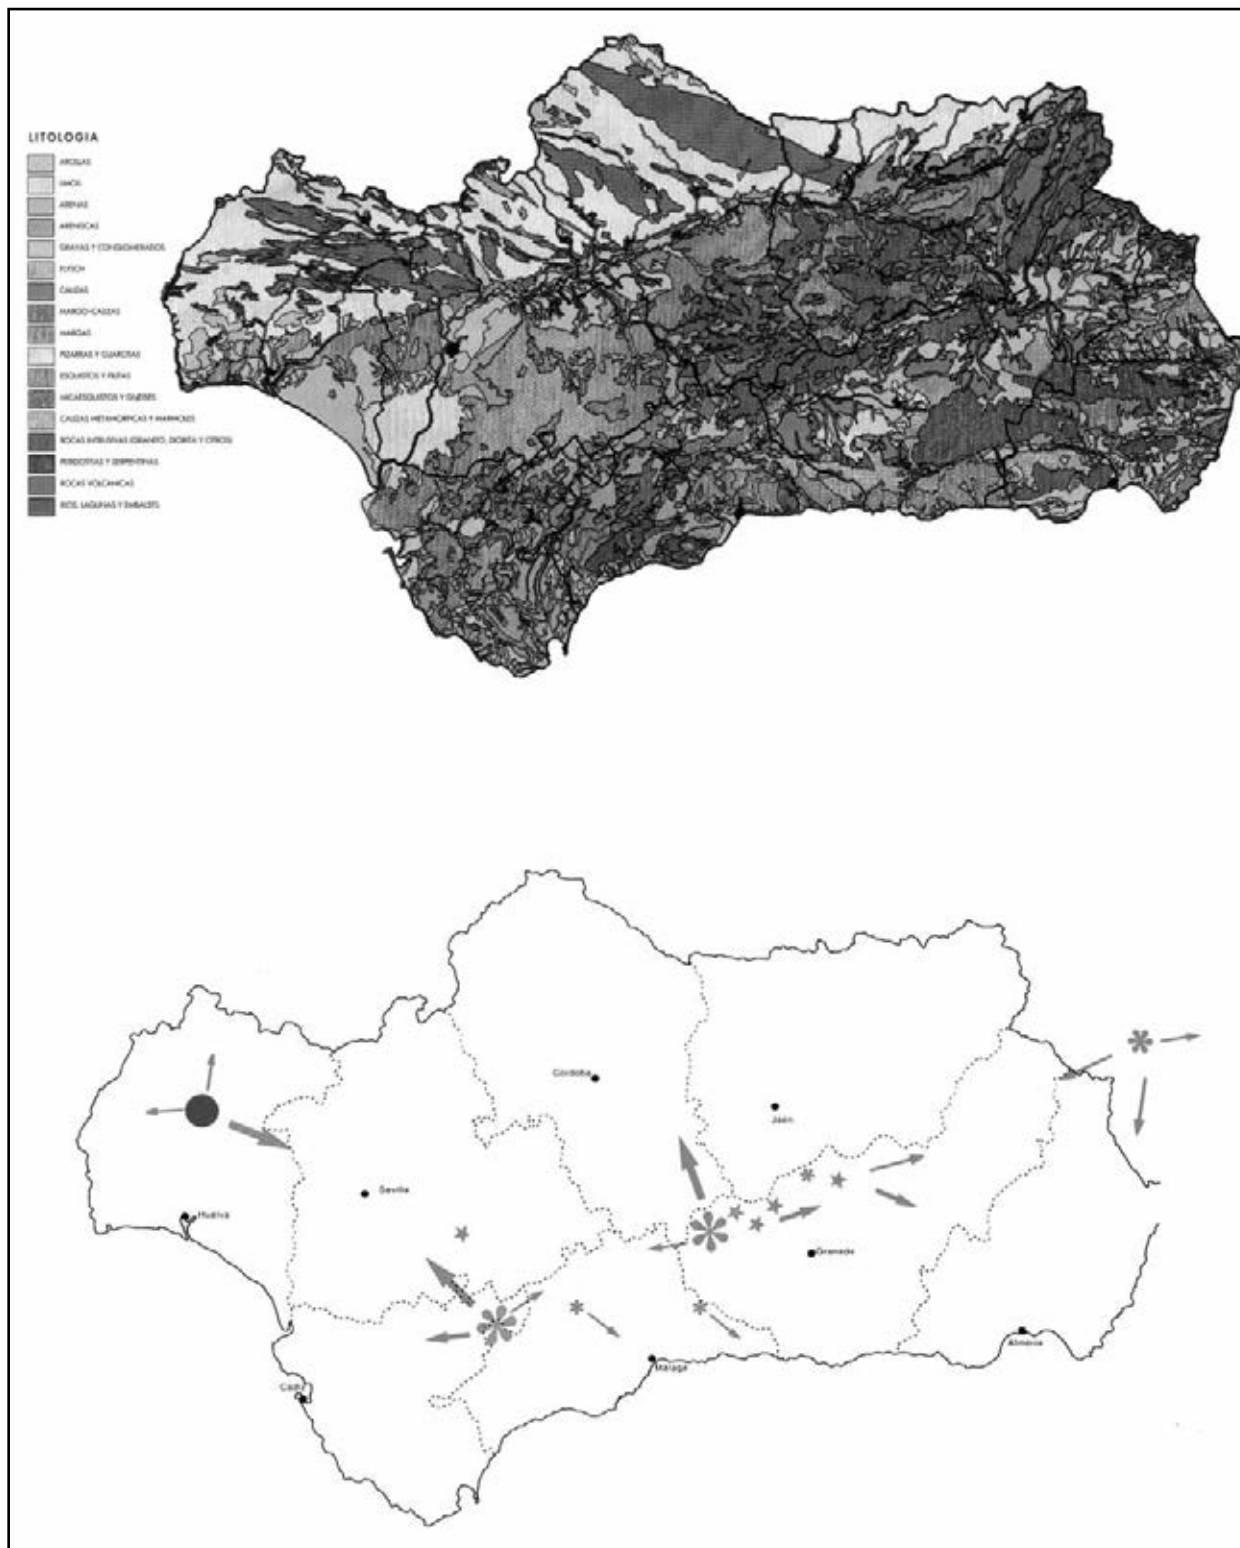 LITOLOGIA
ARCILLAS
LIMOS
ARENAS
ARENISCAS
GRAVAS Y CONGLOMERADOS
FLYSCH
CALIZAS
MARGO-CALIZAS
MARGAS
PIZARRAS Y CUARCITAS
ESQUISTOS Y FILITAS
MICAESQUISTOS Y GNEISES
CALIZAS METAMORFICAS Y MARMOLES
ROCAS INTRUSIVAS (GRANITO, DIORITA Y OTROS)
PERIDOTITAS Y SERPENTINAS
ROCAS VOLCANICAS
RIOS, LAGUNAS Y EMBALSES
Córdoba
Jaén
Sevilla
Huelva
Granada
Almería
Málaga
Cádiz